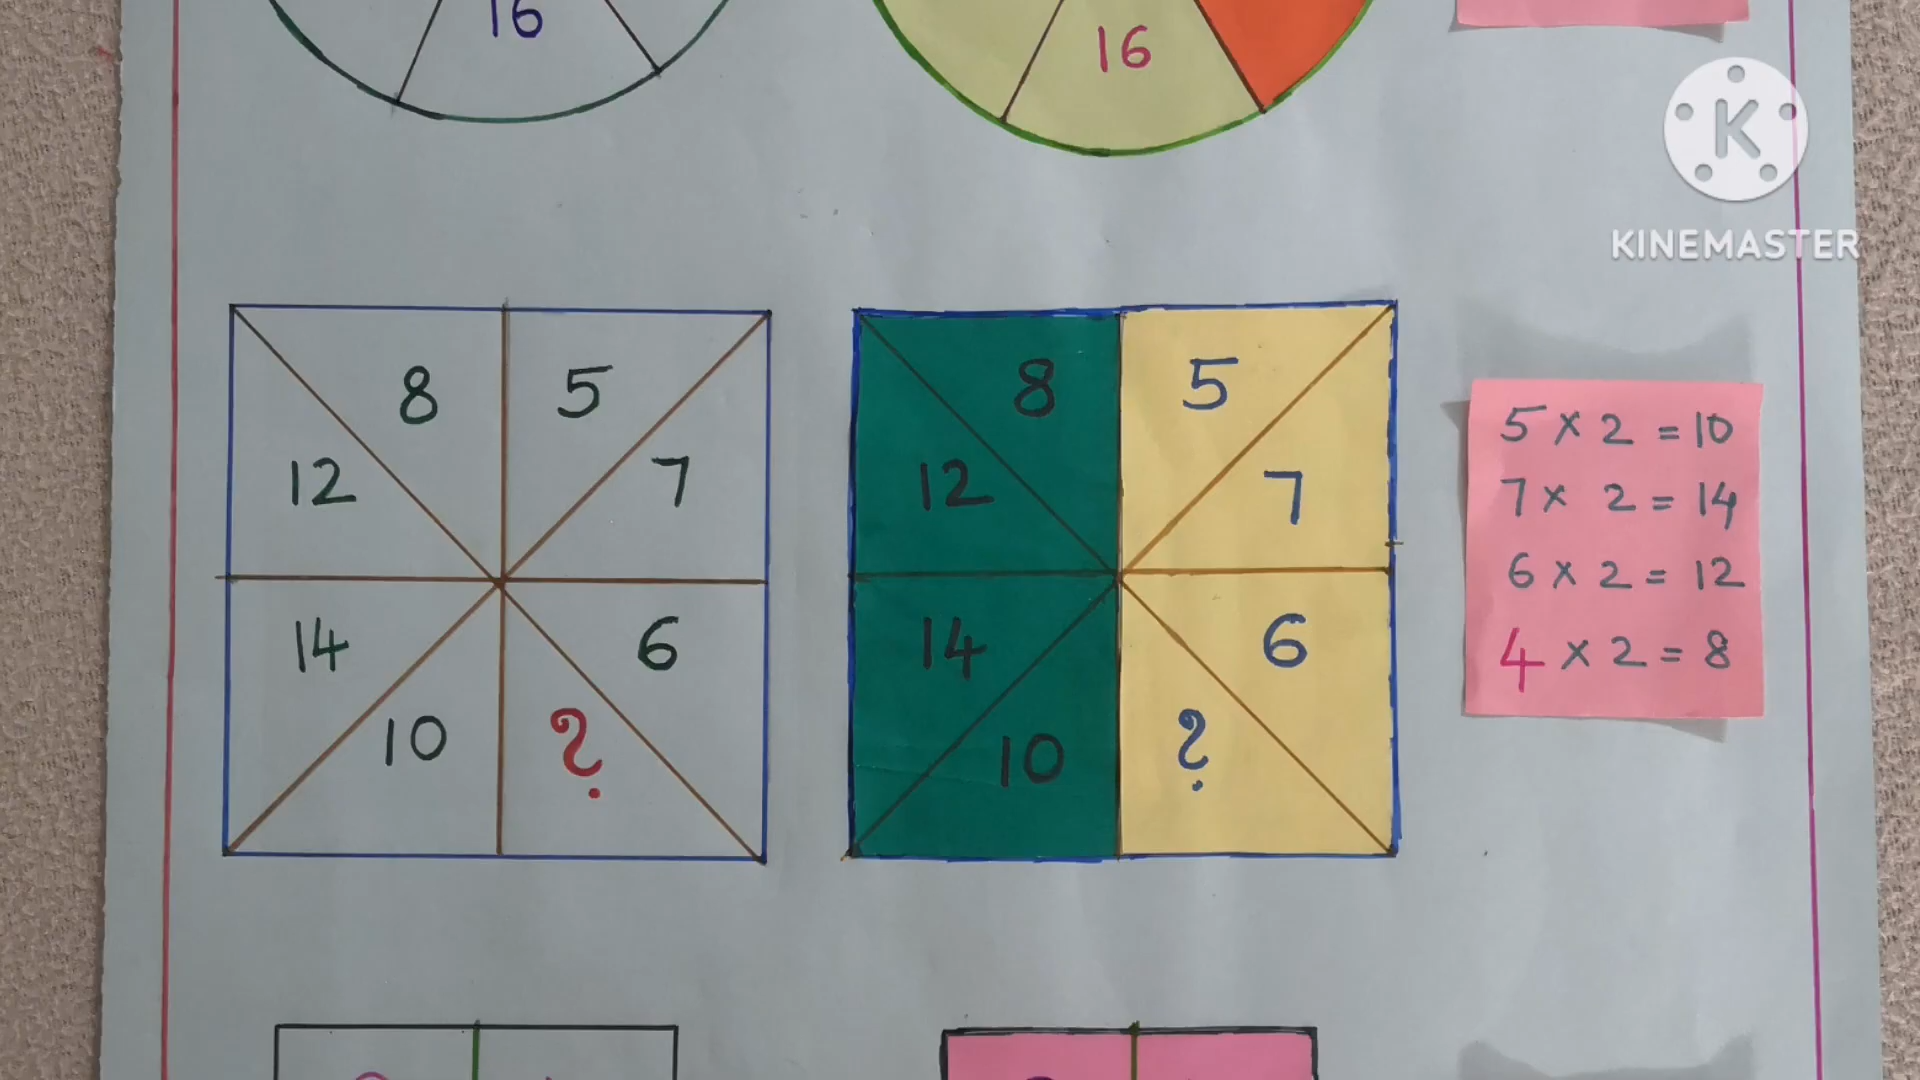 16
16
K
KINEMASTER
8 5
12 7
14 6
10 ?
8 5
12 7
14 6
10 ?
5 × 2 = 10
7 × 2 = 14
6 × 2 = 12
4 × 2 = 8